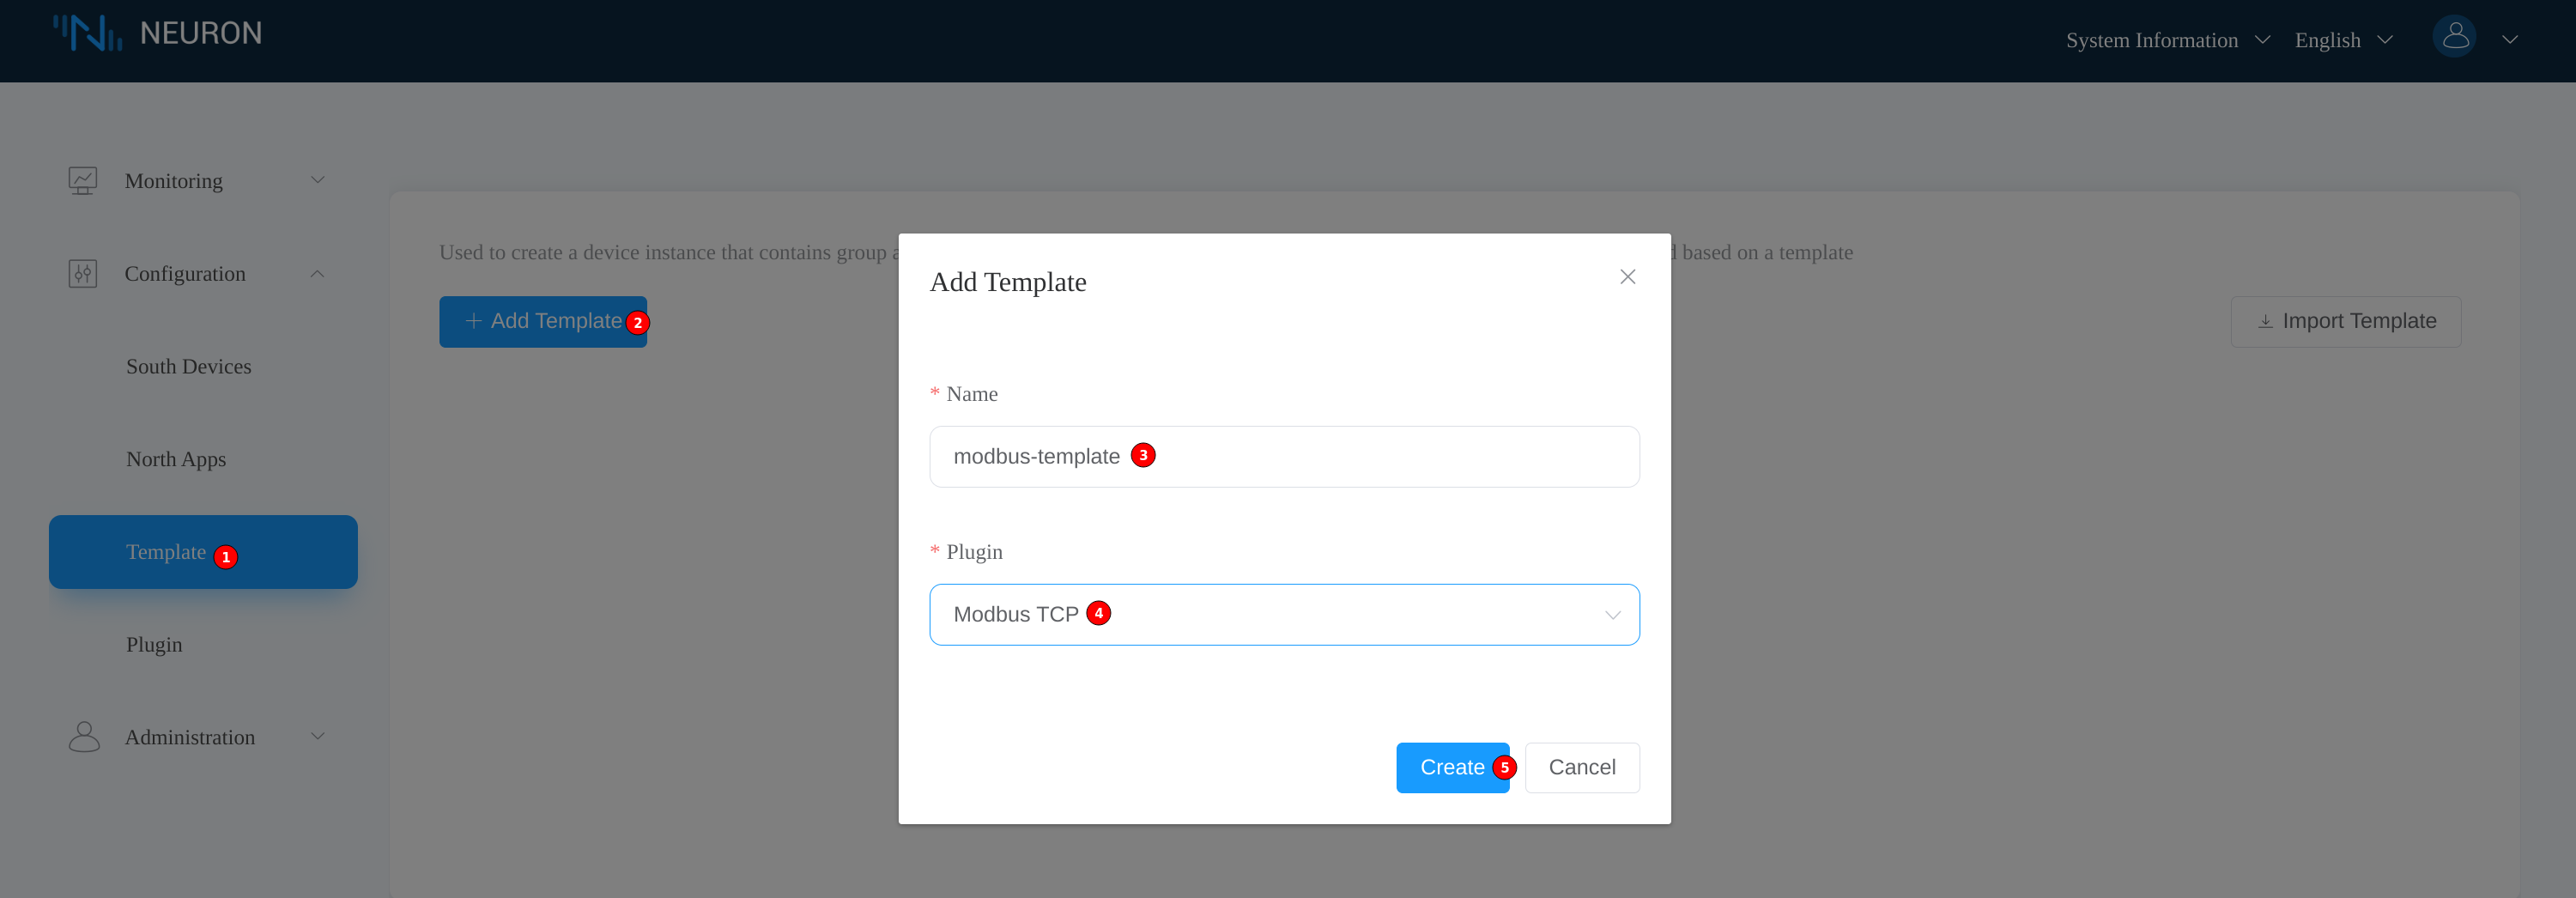 NEURON
System Information
English
Monitoring
Configuration
South Devices
North Apps
Template 1
Plugin
Administration
Used to create a device instance that contains group
based on a template
+ Add Template 2
Import Template
Add Template
* Name
modbus-template 3
* Plugin
Modbus TCP 4
Create 5
Cancel